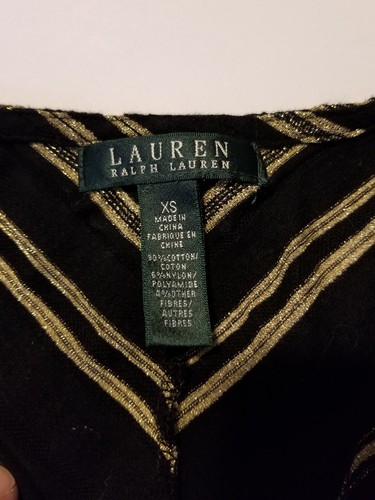 LAUREN
RALPH LAUREN
XS
MADE IN
CHINA
FABRIQUE EN
CHINE
90%COTTON/
COTON
6%NYLON/
POLYAMIDE
4%OTHER
FIBRES/
AUTRES
FIBRES